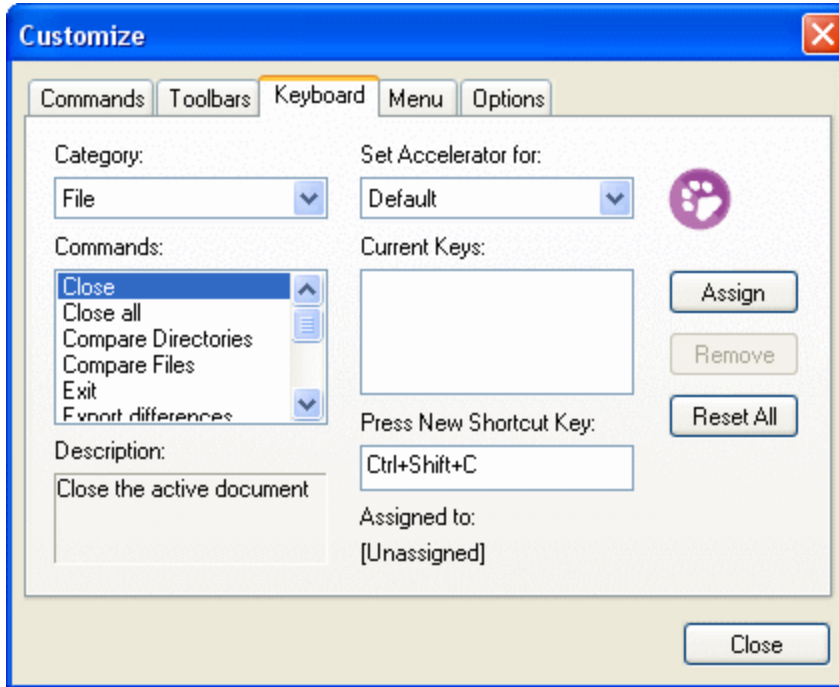 Customize
Commands Toolbars Keyboard Menu Options
Category:
File
Set Accelerator for:
Default
Commands:
Close
Close all
Compare Directories
Compare Files
Exit
Export differences
Current Keys:
Assign
Remove
Reset All
Press New Shortcut Key:
Ctrl+Shift+C
Description:
Close the active document
Assigned to:
[Unassigned]
Close